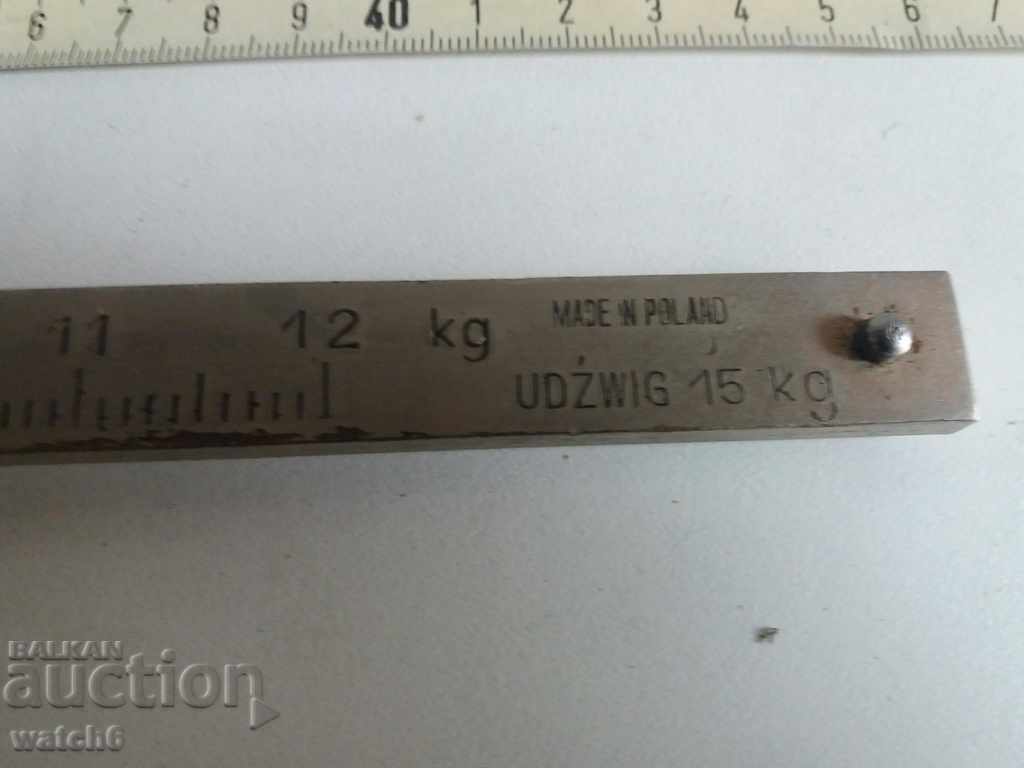 6 7 8 9 40 1 2 3 4 5 6 7
11 12 kg
MADE IN POLAND
UDŹWIG 15 kg
BALKAN
auction
watch6